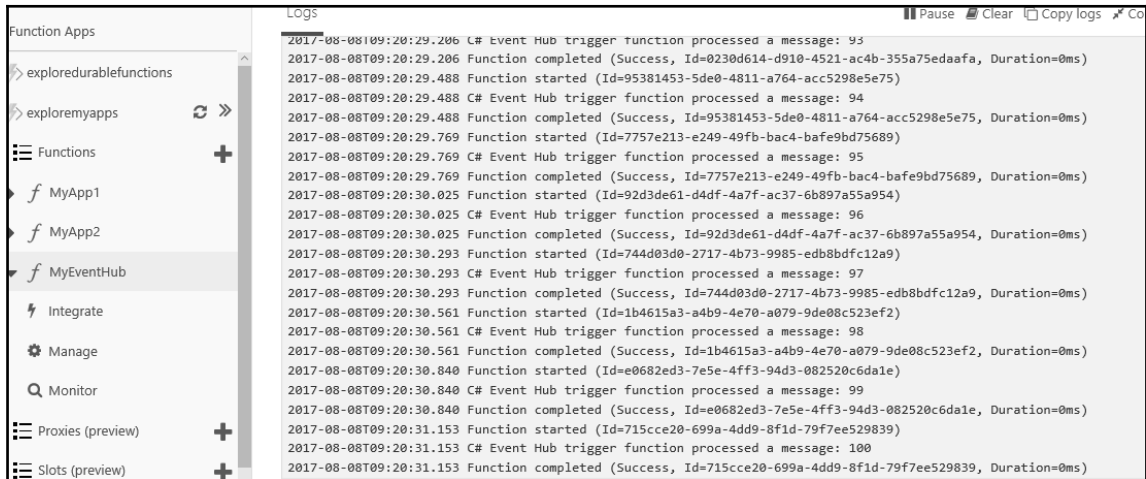 Function Apps
exploredurablefunctions
exploremyapps
Functions
MyApp1
MyApp2
MyEventHub
Integrate
Manage
Monitor
Proxies (preview)
Slots (preview)
Logs
Pause Clear Copy logs Co
2017-08-08T09:20:29.206 C# Event Hub trigger function processed a message: 93
2017-08-08T09:20:29.206 Function completed (Success, Id=0230d614-d910-4521-ac4b-355a75edaafa, Duration=0ms)
2017-08-08T09:20:29.488 Function started (Id=95381453-5de0-4811-a764-acc5298e5e75)
2017-08-08T09:20:29.488 C# Event Hub trigger function processed a message: 94
2017-08-08T09:20:29.488 Function completed (Success, Id=95381453-5de0-4811-a764-acc5298e5e75, Duration=0ms)
2017-08-08T09:20:29.769 Function started (Id=7757e213-e249-49fb-bac4-bafe9bd75689)
2017-08-08T09:20:29.769 C# Event Hub trigger function processed a message: 95
2017-08-08T09:20:29.769 Function completed (Success, Id=7757e213-e249-49fb-bac4-bafe9bd75689, Duration=0ms)
2017-08-08T09:20:30.025 Function started (Id=92d3de61-d4df-4a7f-ac37-6b897a55a954)
2017-08-08T09:20:30.025 C# Event Hub trigger function processed a message: 96
2017-08-08T09:20:30.025 Function completed (Success, Id=92d3de61-d4df-4a7f-ac37-6b897a55a954, Duration=0ms)
2017-08-08T09:20:30.293 Function started (Id=744d03d0-2717-4b73-9985-edb8bdfc12a9)
2017-08-08T09:20:30.293 C# Event Hub trigger function processed a message: 97
2017-08-08T09:20:30.293 Function completed (Success, Id=744d03d0-2717-4b73-9985-edb8bdfc12a9, Duration=0ms)
2017-08-08T09:20:30.561 Function started (Id=1b4615a3-a4b9-4e70-a079-9de08c523ef2)
2017-08-08T09:20:30.561 C# Event Hub trigger function processed a message: 98
2017-08-08T09:20:30.561 Function completed (Success, Id=1b4615a3-a4b9-4e70-a079-9de08c523ef2, Duration=0ms)
2017-08-08T09:20:30.840 Function started (Id=e0682ed3-7e5e-4ff3-94d3-082520c6da1e)
2017-08-08T09:20:30.840 C# Event Hub trigger function processed a message: 99
2017-08-08T09:20:30.840 Function completed (Success, Id=e0682ed3-7e5e-4ff3-94d3-082520c6da1e, Duration=0ms)
2017-08-08T09:20:31.153 Function started (Id=715cce20-699a-4dd9-8f1d-79f7ee529839)
2017-08-08T09:20:31.153 C# Event Hub trigger function processed a message: 100
2017-08-08T09:20:31.153 Function completed (Success, Id=715cce20-699a-4dd9-8f1d-79f7ee529839, Duration=0ms)